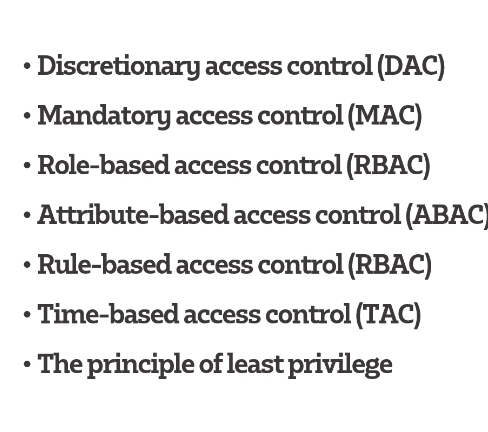 • Discretionary access control (DAC)
• Mandatory access control (MAC)
• Role-based access control (RBAC)
• Attribute-based access control (ABAC)
• Rule-based access control (RBAC)
• Time-based access control (TAC)
• The principle of least privilege